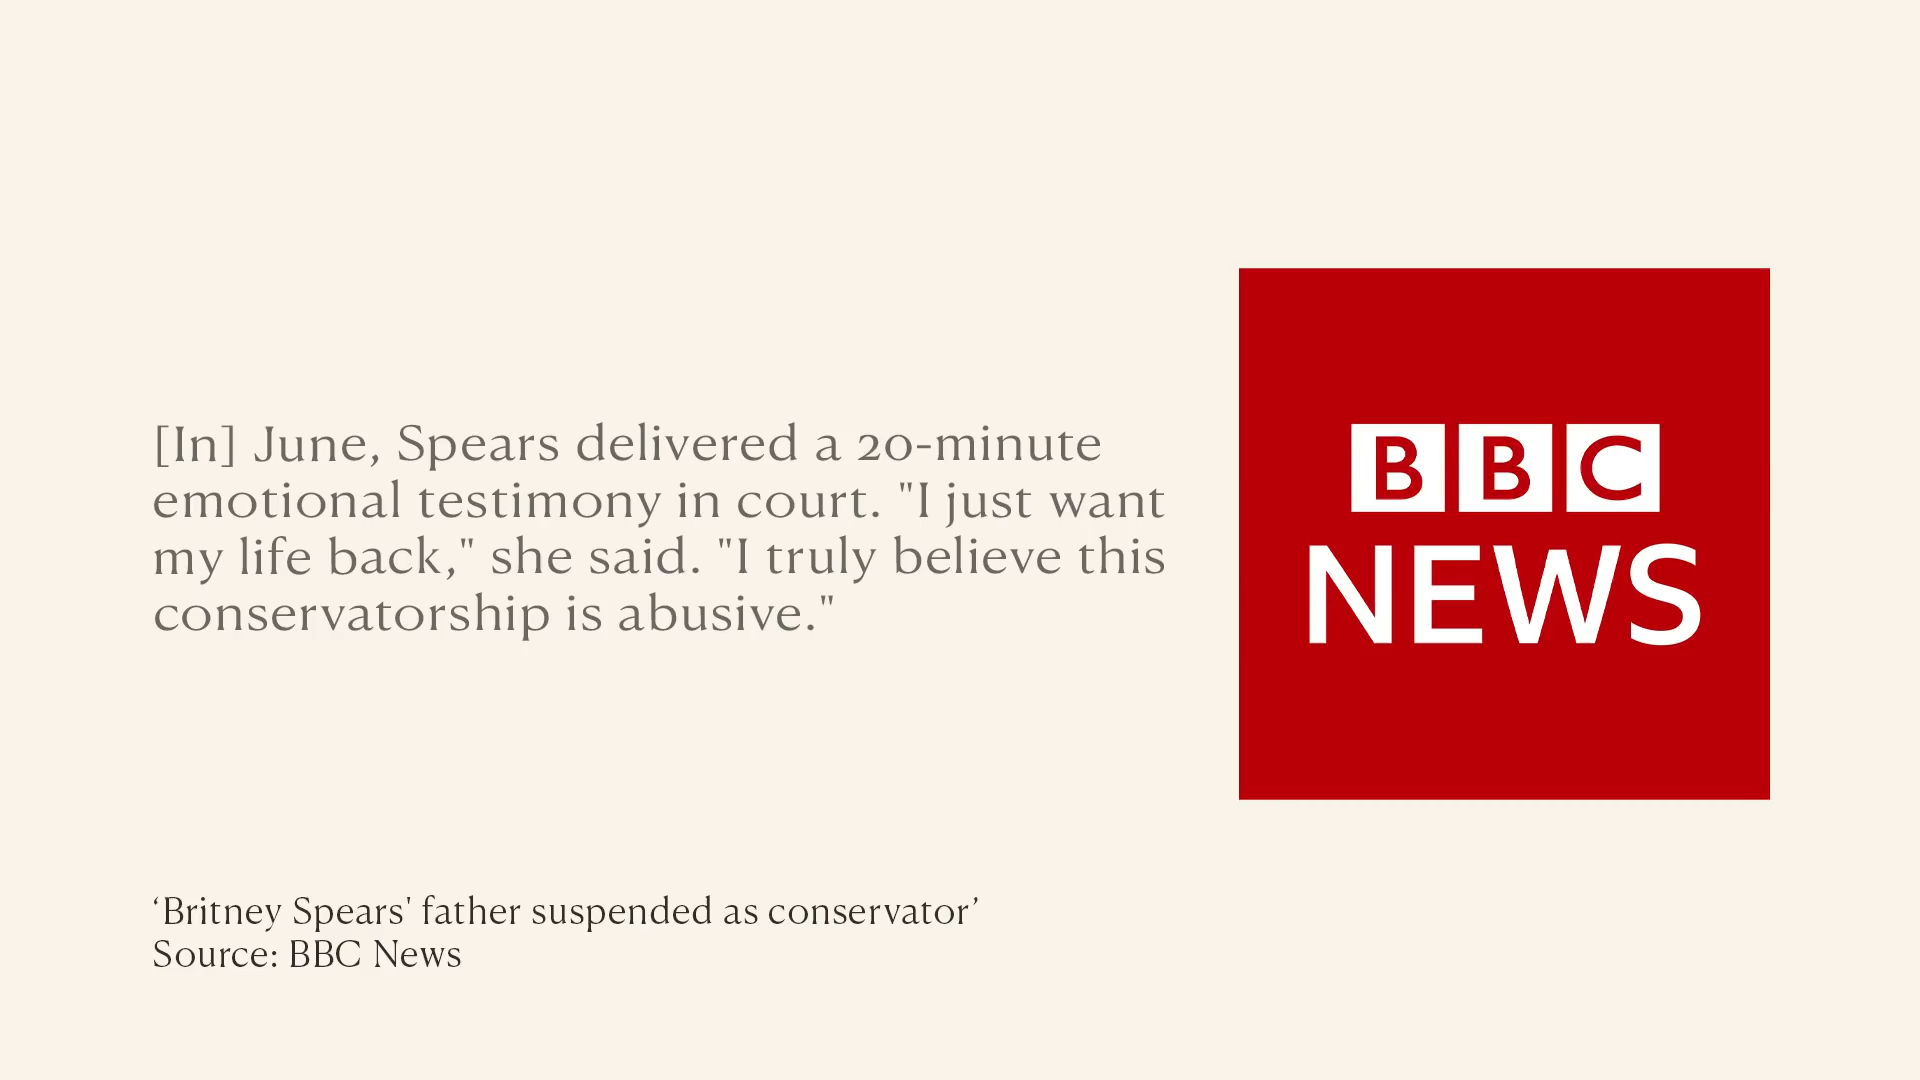 [In] June, Spears delivered a 20-minute
emotional testimony in court. "I just want
my life back," she said. "I truly believe this
conservatorship is abusive."
BBC
NEWS
‘Britney Spears' father suspended as conservator’
Source: BBC News